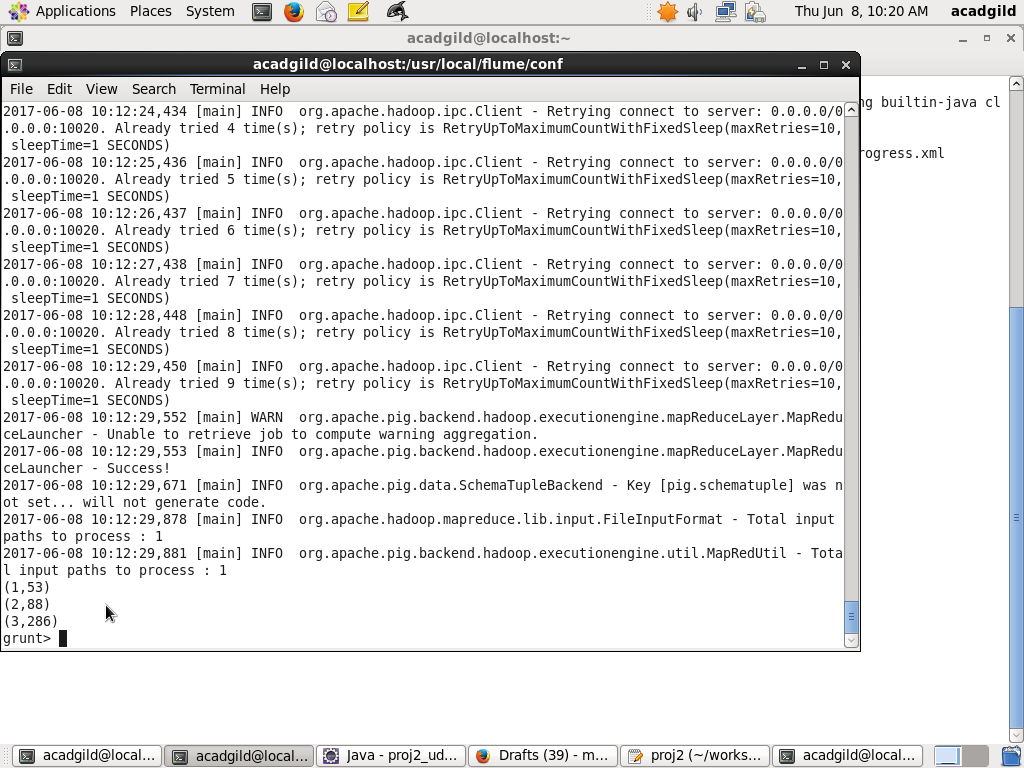 Applications Places System Thu Jun 8, 10:20 AM acadgild
acadgild@localhost:~
acadgild@localhost:/usr/local/flume/conf
File Edit View Search Terminal Help
2017-06-08 10:12:24,434 [main] INFO  org.apache.hadoop.ipc.Client - Retrying connect to server: 0.0.0.0/0
.0.0.0:10020. Already tried 4 time(s); retry policy is RetryUpToMaximumCountWithFixedSleep(maxRetries=10,
 sleepTime=1 SECONDS)
2017-06-08 10:12:25,436 [main] INFO  org.apache.hadoop.ipc.Client - Retrying connect to server: 0.0.0.0/0
.0.0.0:10020. Already tried 5 time(s); retry policy is RetryUpToMaximumCountWithFixedSleep(maxRetries=10,
 sleepTime=1 SECONDS)
2017-06-08 10:12:26,437 [main] INFO  org.apache.hadoop.ipc.Client - Retrying connect to server: 0.0.0.0/0
.0.0.0:10020. Already tried 6 time(s); retry policy is RetryUpToMaximumCountWithFixedSleep(maxRetries=10,
 sleepTime=1 SECONDS)
2017-06-08 10:12:27,438 [main] INFO  org.apache.hadoop.ipc.Client - Retrying connect to server: 0.0.0.0/0
.0.0.0:10020. Already tried 7 time(s); retry policy is RetryUpToMaximumCountWithFixedSleep(maxRetries=10,
 sleepTime=1 SECONDS)
2017-06-08 10:12:28,448 [main] INFO  org.apache.hadoop.ipc.Client - Retrying connect to server: 0.0.0.0/0
.0.0.0:10020. Already tried 8 time(s); retry policy is RetryUpToMaximumCountWithFixedSleep(maxRetries=10,
 sleepTime=1 SECONDS)
2017-06-08 10:12:29,450 [main] INFO  org.apache.hadoop.ipc.Client - Retrying connect to server: 0.0.0.0/0
.0.0.0:10020. Already tried 9 time(s); retry policy is RetryUpToMaximumCountWithFixedSleep(maxRetries=10,
 sleepTime=1 SECONDS)
2017-06-08 10:12:29,552 [main] WARN  org.apache.pig.backend.hadoop.executionengine.mapReduceLayer.MapRedu
ceLauncher - Unable to retrieve job to compute warning aggregation.
2017-06-08 10:12:29,553 [main] INFO  org.apache.pig.backend.hadoop.executionengine.mapReduceLayer.MapRedu
ceLauncher - Success!
2017-06-08 10:12:29,671 [main] INFO  org.apache.pig.data.SchemaTupleBackend - Key [pig.schematuple] was n
ot set... will not generate code.
2017-06-08 10:12:29,878 [main] INFO  org.apache.hadoop.mapreduce.lib.input.FileInputFormat - Total input
paths to process : 1
2017-06-08 10:12:29,881 [main] INFO  org.apache.pig.backend.hadoop.executionengine.util.MapRedUtil - Tota
l input paths to process : 1
(1,53)
(2,88)
(3,286)
grunt>
ng builtin-java cl
rogress.xml
acadgild@local... acadgild@local... Java - proj2_ud... Drafts (39) - m... proj2 (~/works... acadgild@local...